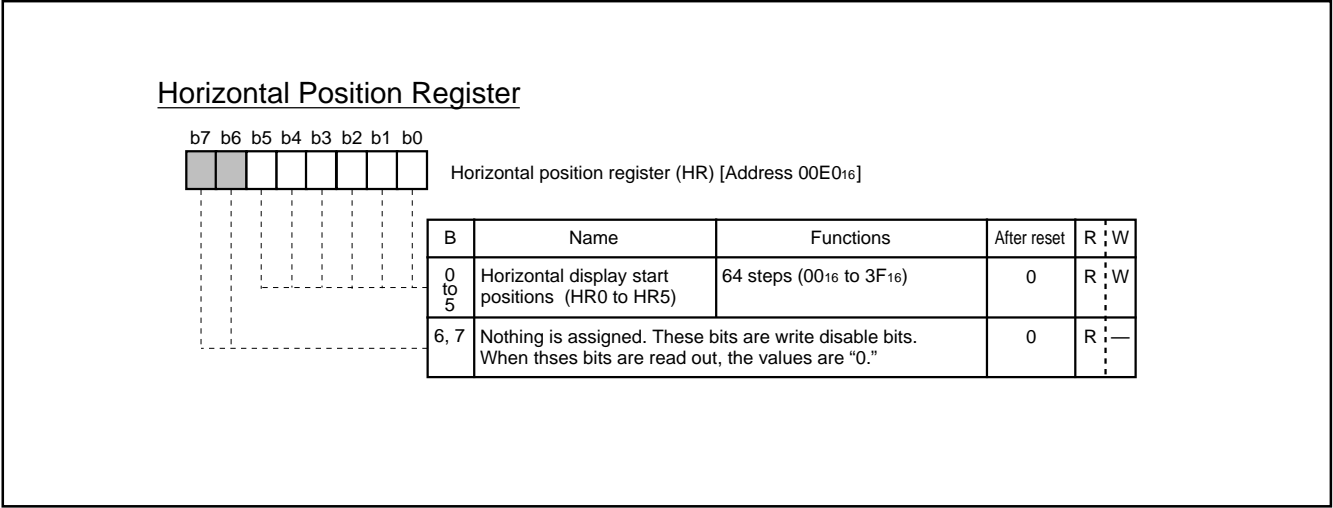 Horizontal Position Register
b7 b6 b5 b4 b3 b2 b1 b0
Horizontal position register (HR) [Address 00E016]
B Name Functions After reset R W
0 to 5 Horizontal display start positions (HR0 to HR5) 64 steps (0016 to 3F16) 0 R W
6, 7 Nothing is assigned. These bits are write disable bits. 0 R —
When thses bits are read out, the values are “0.”